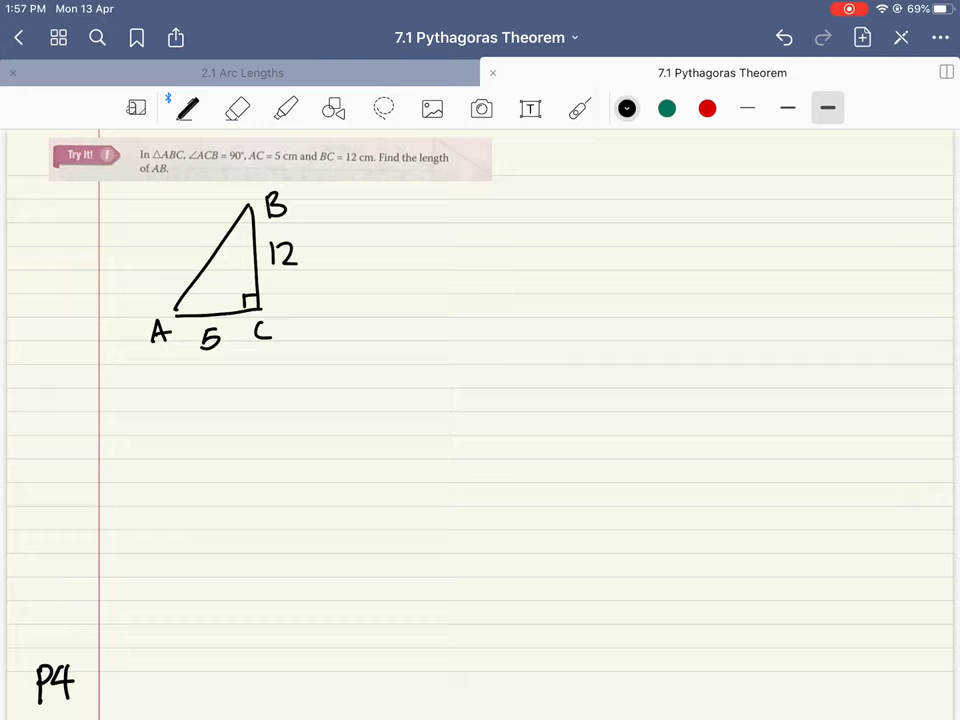 1:57 PM Mon 13 Apr
69%
7.1 Pythagoras Theorem
2.1 Arc Lengths
7.1 Pythagoras Theorem
T
Try It! 1
In △ABC, ∠ACB = 90°, AC = 5 cm and BC = 12 cm. Find the length
of AB.
B
12
A 5 C
P4